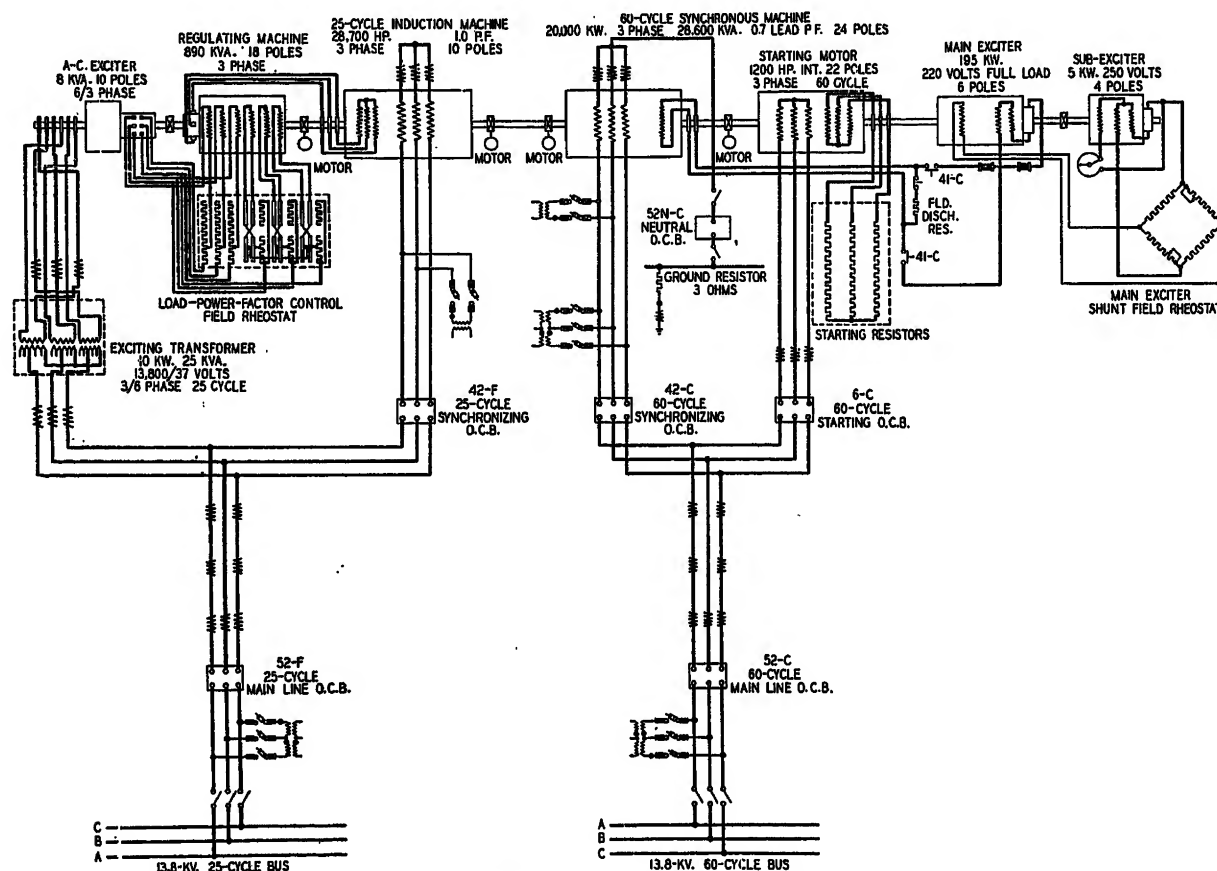 A-C. EXCITER
8 KVA. 10 POLES
6/3 PHASE
REGULATING MACHINE
890 KVA. 18 POLES
3 PHASE
25-CYCLE INDUCTION MACHINE
28,700 HP. 1.0 P.F.
3 PHASE 10 POLES
60-CYCLE SYNCHRONOUS MACHINE
20,000 KW. 3 PHASE 28,600 KVA. 0.7 LEAD P.F. 24 POLES
STARTING MOTOR
1200 HP. INT. 22 POLES
3 PHASE 60 CYCLE
MAIN EXCITER
195 KW.
220 VOLTS FULL LOAD
6 POLES
SUB-EXCITER
5 KW. 250 VOLTS
4 POLES
MOTOR
MOTOR
MOTOR
MOTOR
41-C
FLD.
DISCH.
RES.
41-C
52N-C
NEUTRAL
O.C.B.
GROUND RESISTOR
3 OHMS
LOAD-POWER-FACTOR CONTROL
FIELD RHEOSTAT
STARTING RESISTORS
MAIN EXCITER
SHUNT FIELD RHEOSTAT
EXCITING TRANSFORMER
10 KW. 25 KVA.
13,800/37 VOLTS
3/6 PHASE 25 CYCLE
42-F
25-CYCLE
SYNCHRONIZING
O.C.B.
42-C
60-CYCLE
SYNCHRONIZING
O.C.B.
6-C
60-CYCLE
STARTING O.C.B.
52-F
25-CYCLE
MAIN LINE O.C.B.
52-C
60-CYCLE
MAIN LINE O.C.B.
C
B
A
13.8-KV. 25-CYCLE BUS
A
B
C
13.8-KV. 60-CYCLE BUS